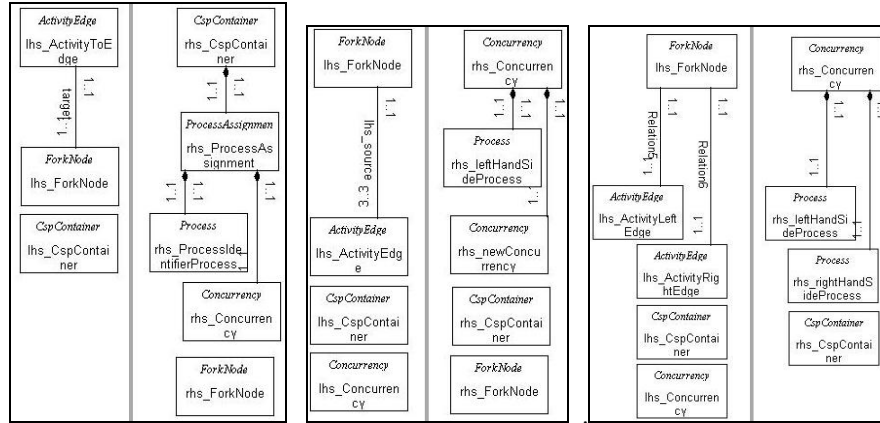 ActivityEdge
lhs_ActivityToE
dge
1..1
target
1..1
ForkNode
lhs_ForkNode
CspContainer
lhs_CspContai
ner
CspContainer
rhs_CspContai
ner
1..1
1..1
ProcessAssignmen
rhs_ProcessAs
signment
1..1
1..1
1..1
Process
rhs_ProcessIde
ntifierProcess
Concurrency
rhs_Concurren
cy
ForkNode
rhs_ForkNode
ForkNode
lhs_ForkNode
1..1
lhs_source
3..3
ActivityEdge
lhs_ActivityEdg
e
CspContainer
lhs_CspContai
ner
Concurrency
lhs_Concurren
cy
Concurrency
rhs_Concurren
cy
1..1
1..1
Process
rhs_leftHandSi
deProcess
1..1
Concurrency
rhs_newConcu
rrency
CspContainer
rhs_CspContai
ner
ForkNode
rhs_ForkNode
ForkNode
lhs_ForkNode
1..1
1..1
Relation5
Relation6
1..1
ActivityEdge
lhs_ActivityLeft
Edge
1..1
ActivityEdge
lhs_ActivityRig
htEdge
CspContainer
lhs_CspContai
ner
Concurrency
lhs_Concurren
cy
Concurrency
rhs_Concurren
cy
1..1
1..1
1..1
Process
rhs_leftHandSi
deProcess
Process
rhs_rightHandS
ideProcess
CspContainer
rhs_CspContai
ner